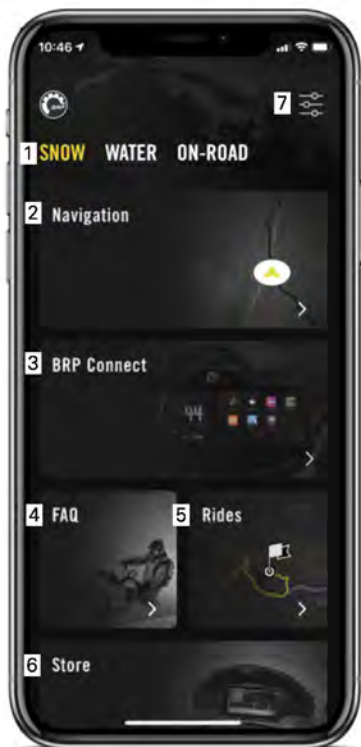 10:46
7
1 SNOW WATER ON-ROAD
2 Navigation
3 BRP Connect
44
4 FAQ
5 Rides
6 Store